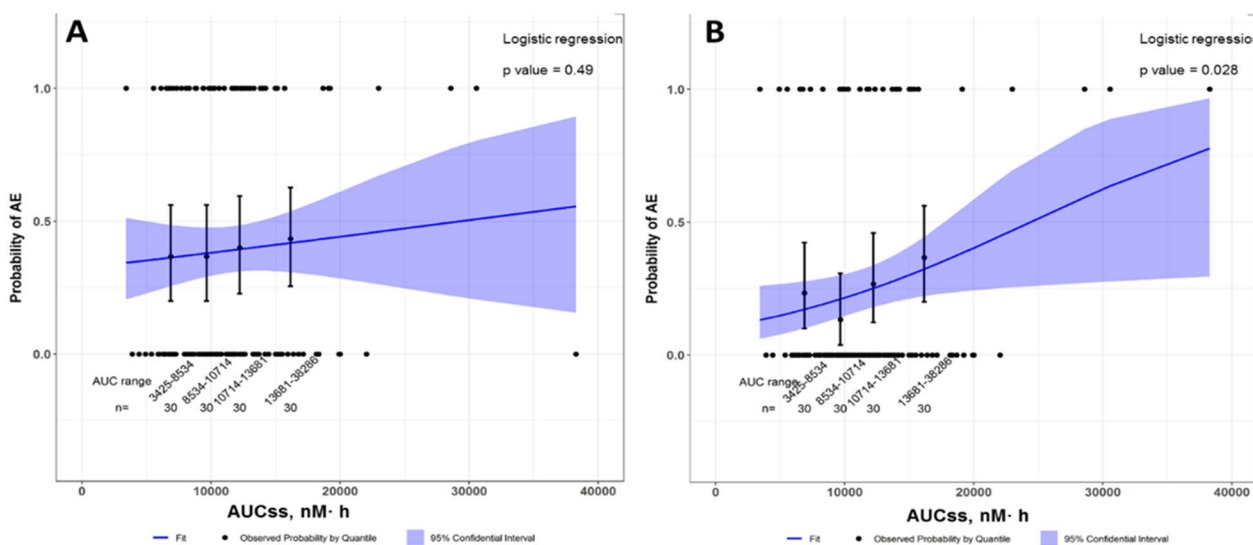 A
Logistic regression
p value = 0.49
Probability of AE
1.0
0.5
0.0
AUC range
3425-8534
8534-10714
10714-13681
13681-38286
n=
30
30
30
30
0
10000
20000
30000
40000
AUCss, nM· h
Fit
Observed Probability by Quantile
95% Confidential Interval
B
Logistic regressio
p value = 0.028
Probability of AE
1.0
0.5
0.0
AUC range
3425-8534
8534-10714
10714-13681
13681-38286
n=
30
30
30
30
0
10000
20000
30000
4000
AUCss, nM· h
Fit
Observed Probability by Quantile
95% Confidential Interval